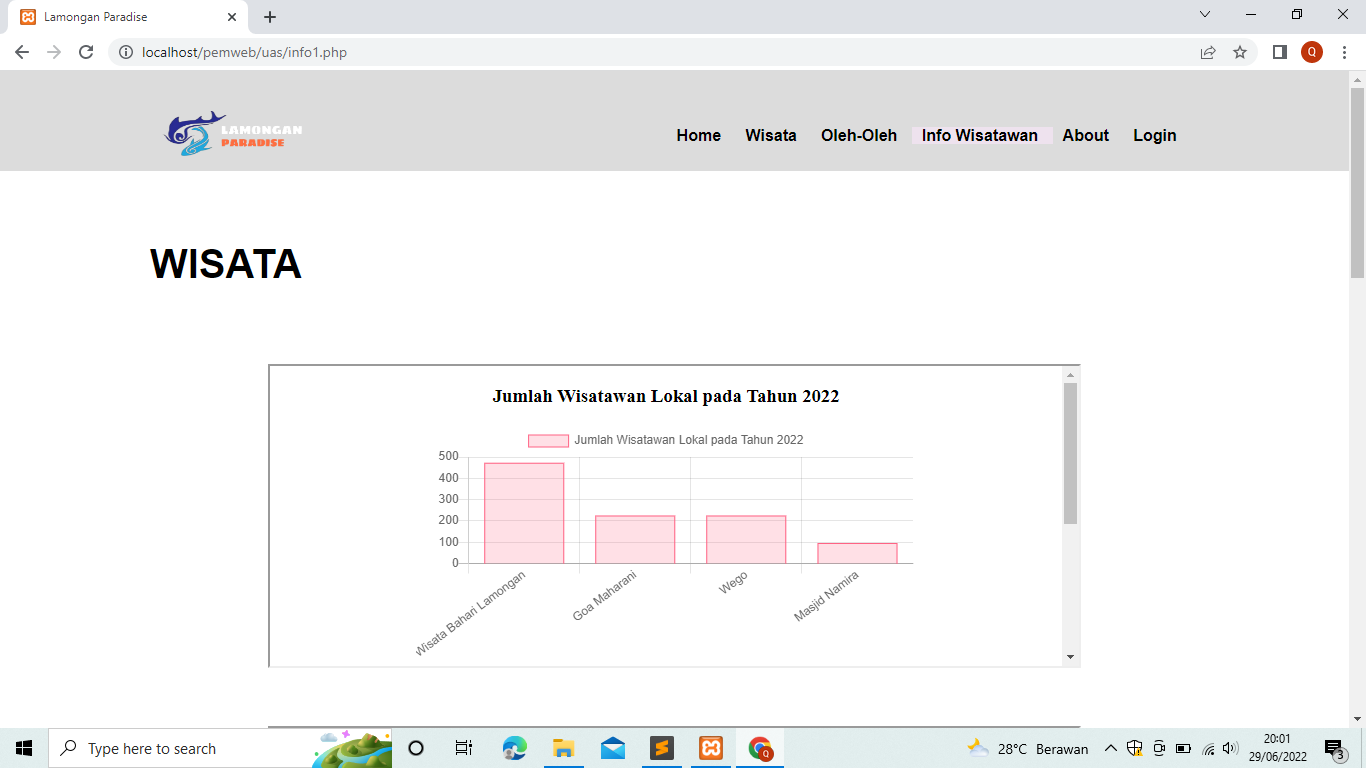 Lamongan Paradise
localhost/pemweb/uas/info1.php
Q
LAMONGAN
PARADISE
Home Wisata Oleh-Oleh Info Wisatawan About Login
WISATA
Jumlah Wisatawan Lokal pada Tahun 2022
Jumlah Wisatawan Lokal pada Tahun 2022
500
400
300
200
100
0
Wisata Bahari Lamongan
Goa Maharani
Wego
Masjid Namira
Type here to search
Q
28°C Berawan
20:01
29/06/2022
3